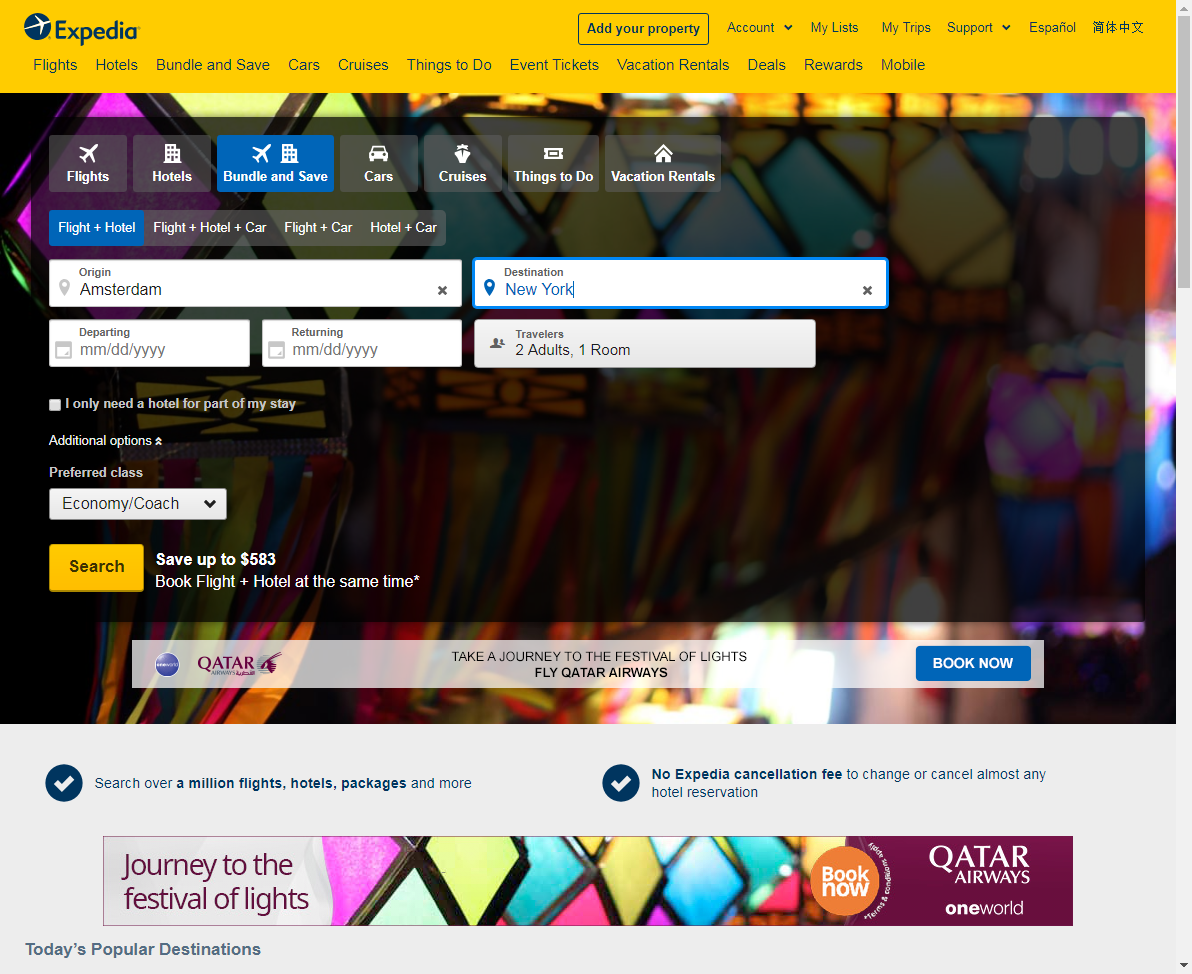 Expedia
Add your property
Account
My Lists
My Trips
Support
Español
简体中文
Flights
Hotels
Bundle and Save
Cars
Cruises
Things to Do
Event Tickets
Vacation Rentals
Deals
Rewards
Mobile
Flights
Hotels
Bundle and Save
Cars
Cruises
Things to Do
Vacation Rentals
Flight + Hotel
Flight + Hotel + Car
Flight + Car
Hotel + Car
Origin
Amsterdam
Destination
New York
Departing
mm/dd/yyyy
Returning
mm/dd/yyyy
Travelers
2 Adults, 1 Room
I only need a hotel for part of my stay
Additional options
Preferred class
Economy/Coach
Search
Save up to $583
Book Flight + Hotel at the same time*
oneworld
QATAR
AIRWAYS القطرية
TAKE A JOURNEY TO THE FESTIVAL OF LIGHTS
FLY QATAR AIRWAYS
BOOK NOW
Search over a million flights, hotels, packages and more
No Expedia cancellation fee to change or cancel almost any
hotel reservation
Journey to the
festival of lights
Book
now
*Terms & conditions apply
QATAR
AIRWAYS
oneworld
Today's Popular Destinations